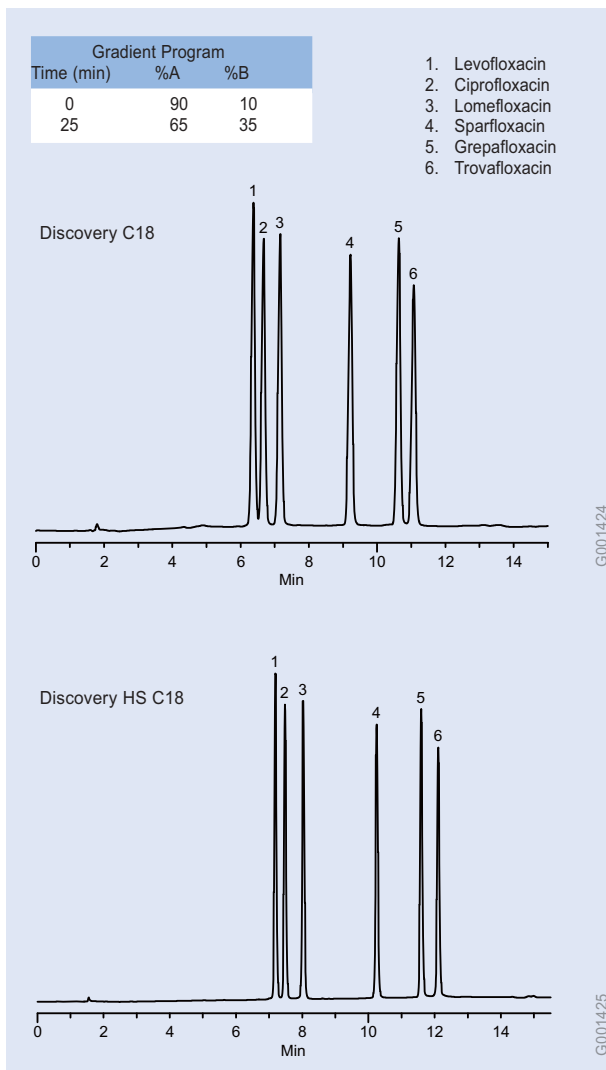 Gradient Program
Time (min) %A %B
0 90 10
25 65 35
1. Levofloxacin
2. Ciprofloxacin
3. Lomefloxacin
4. Sparfloxacin
5. Grepafloxacin
6. Trovafloxacin
Discovery C18
1
2
3
4
5
6
0 2 4 6 8 10 12 14
Min
G001424
Discovery HS C18
1
2
3
4
5
6
0 2 4 6 8 10 12 14
Min
G001425